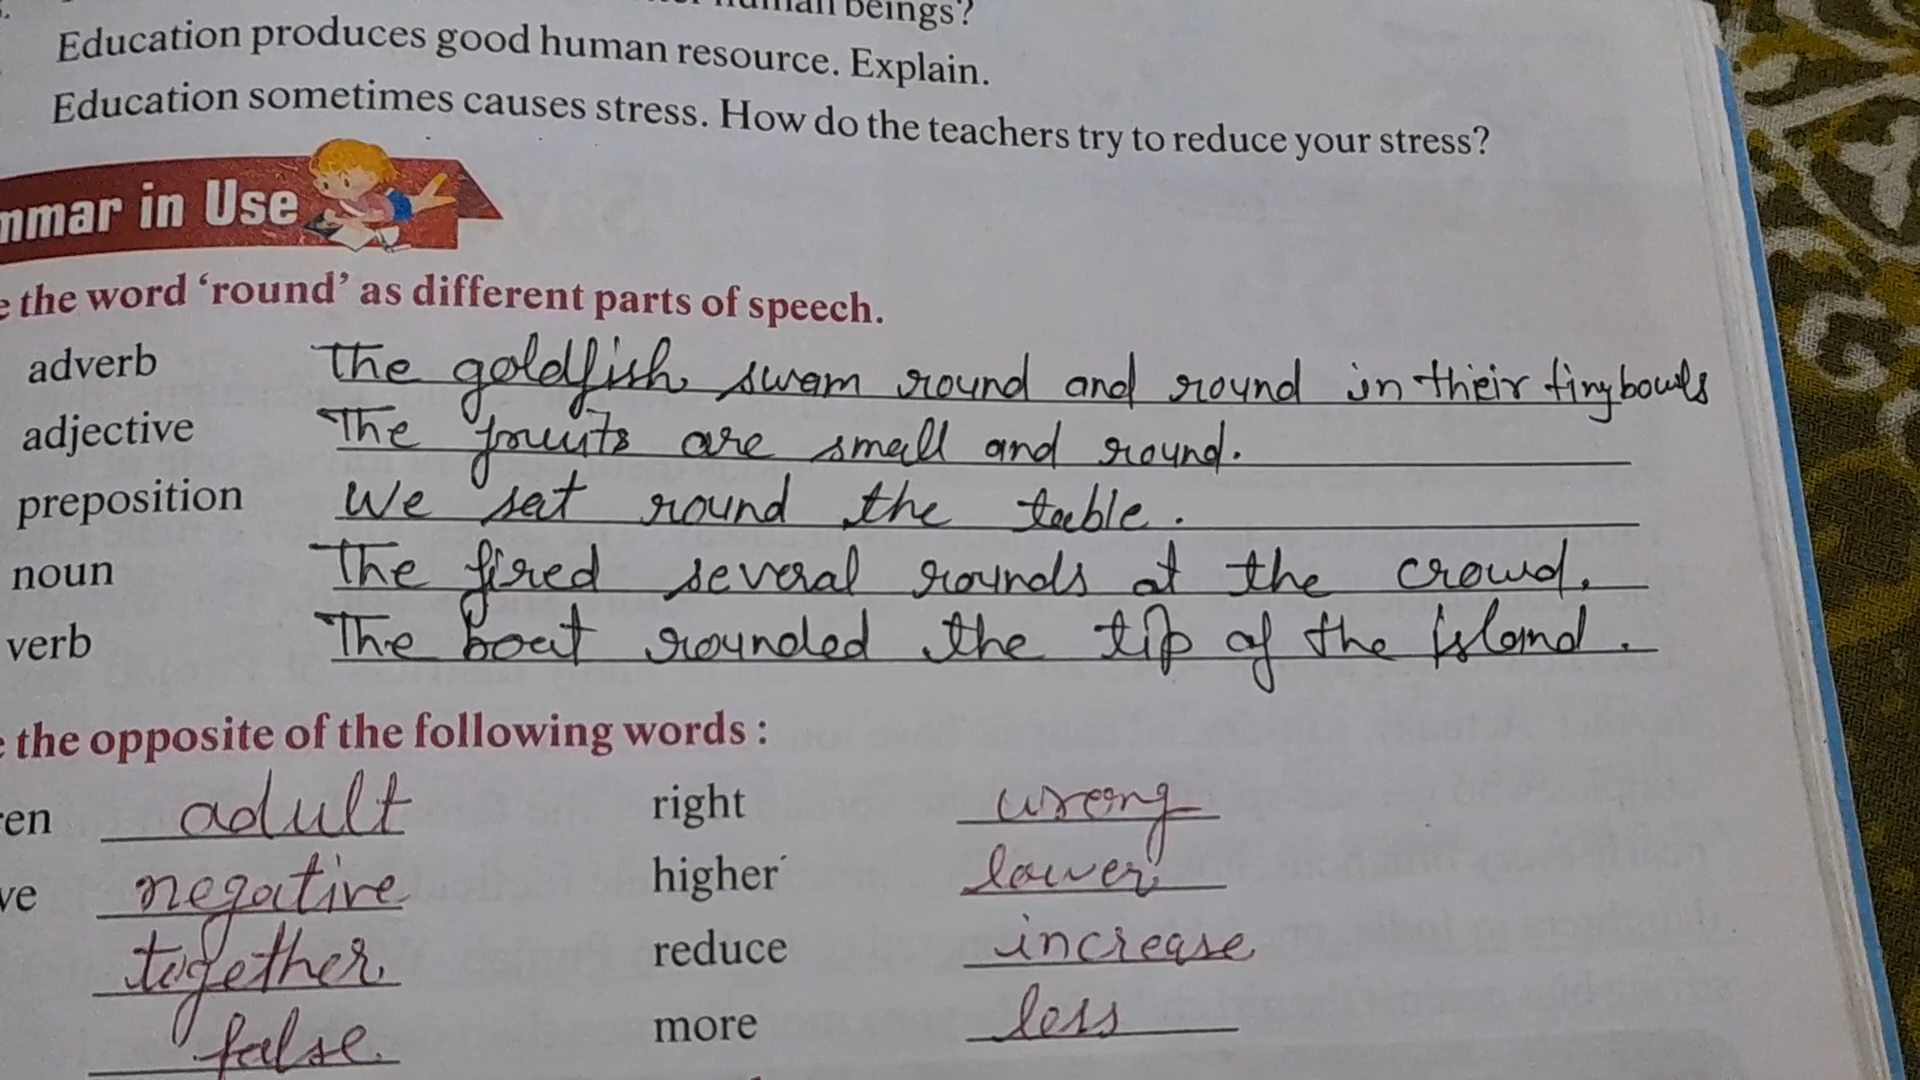 human beings?
Education produces good human resource. Explain.
Education sometimes causes stress. How do the teachers try to reduce your stress?
mmar in Use
e the word ‘round’ as different parts of speech.
adverb The goldfish swam round and round in their tiny bowls
adjective The fruits are small and round.
preposition We sat round the table.
noun The fired several rounds at the crowd.
verb The boat rounded the tip of the island.
e the opposite of the following words :
en adult right wrong
ve negative higher lower
together reduce increase
false. more less